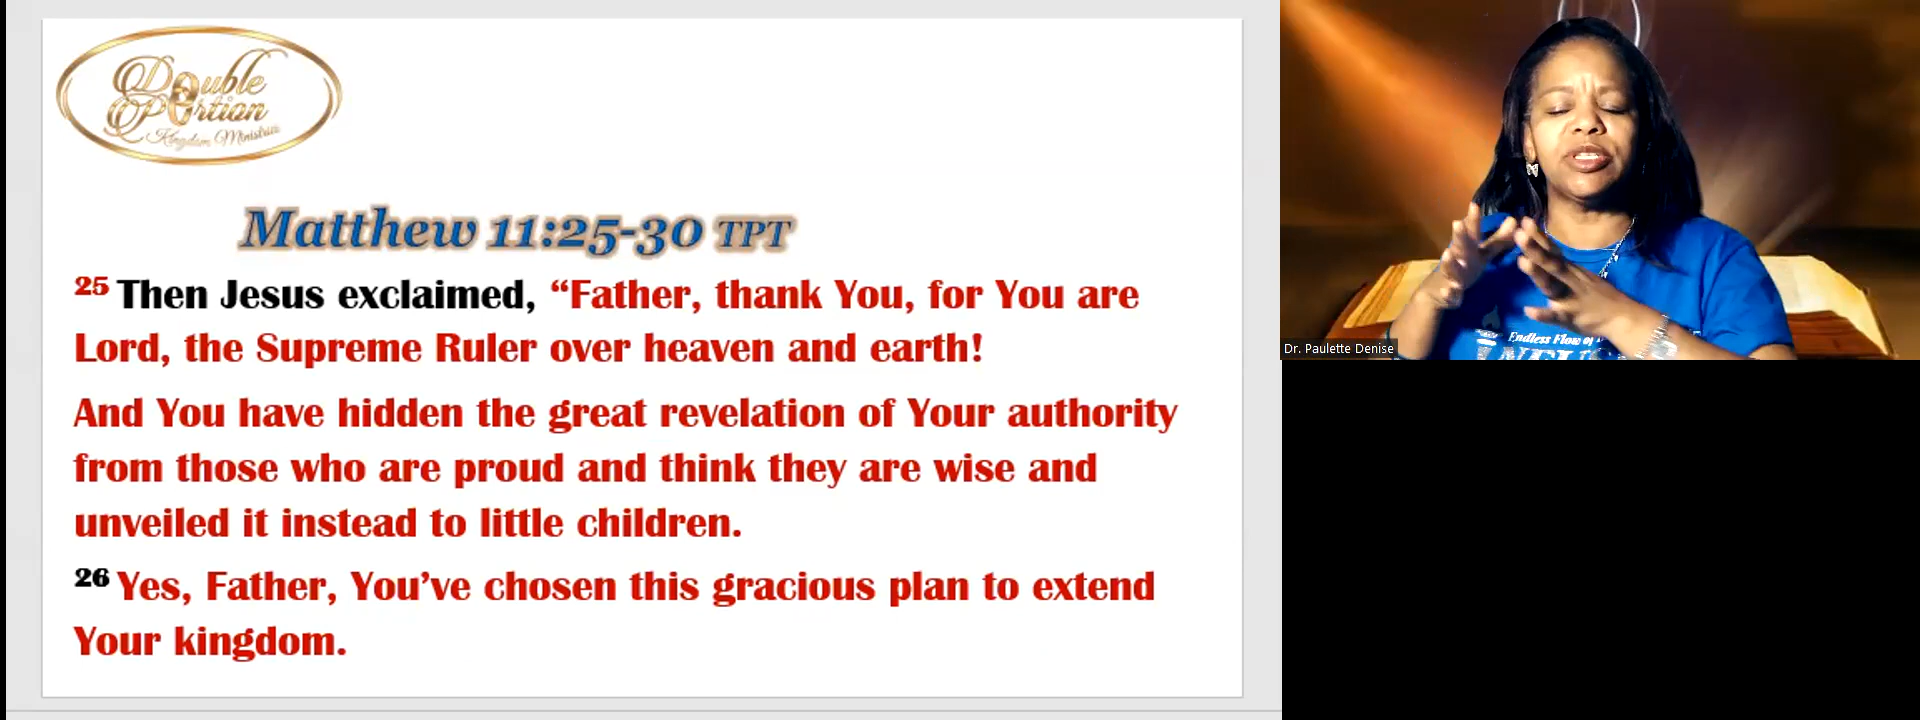 Double
Portion
Kingdom Ministries
Matthew 11:25-30 TPT
25 Then Jesus exclaimed, “Father, thank You, for You are
Lord, the Supreme Ruler over heaven and earth!
And You have hidden the great revelation of Your authority
from those who are proud and think they are wise and
unveiled it instead to little children.
26 Yes, Father, You’ve chosen this gracious plan to extend
Your kingdom.
Dr. Paulette Denise
Endless Flow of